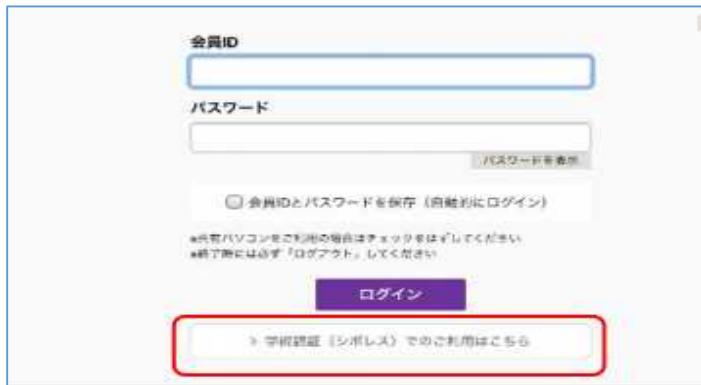 会員ID
パスワード
パスワードを表示
会員IDとパスワードを保存（自動的にログイン）
※共有パソコンをご利用の場合はチェックをはずしてください
※終了時には必ず「ログアウト」してください
ログイン
> 学術認証（シボレス）でのご利用はこちら